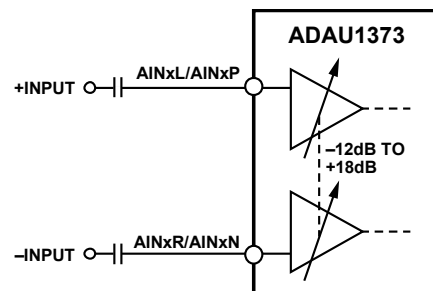 ADAU1373
AINxL/AINxP
+INPUT
–12dB TO
+18dB
AINxR/AINxN
–INPUT